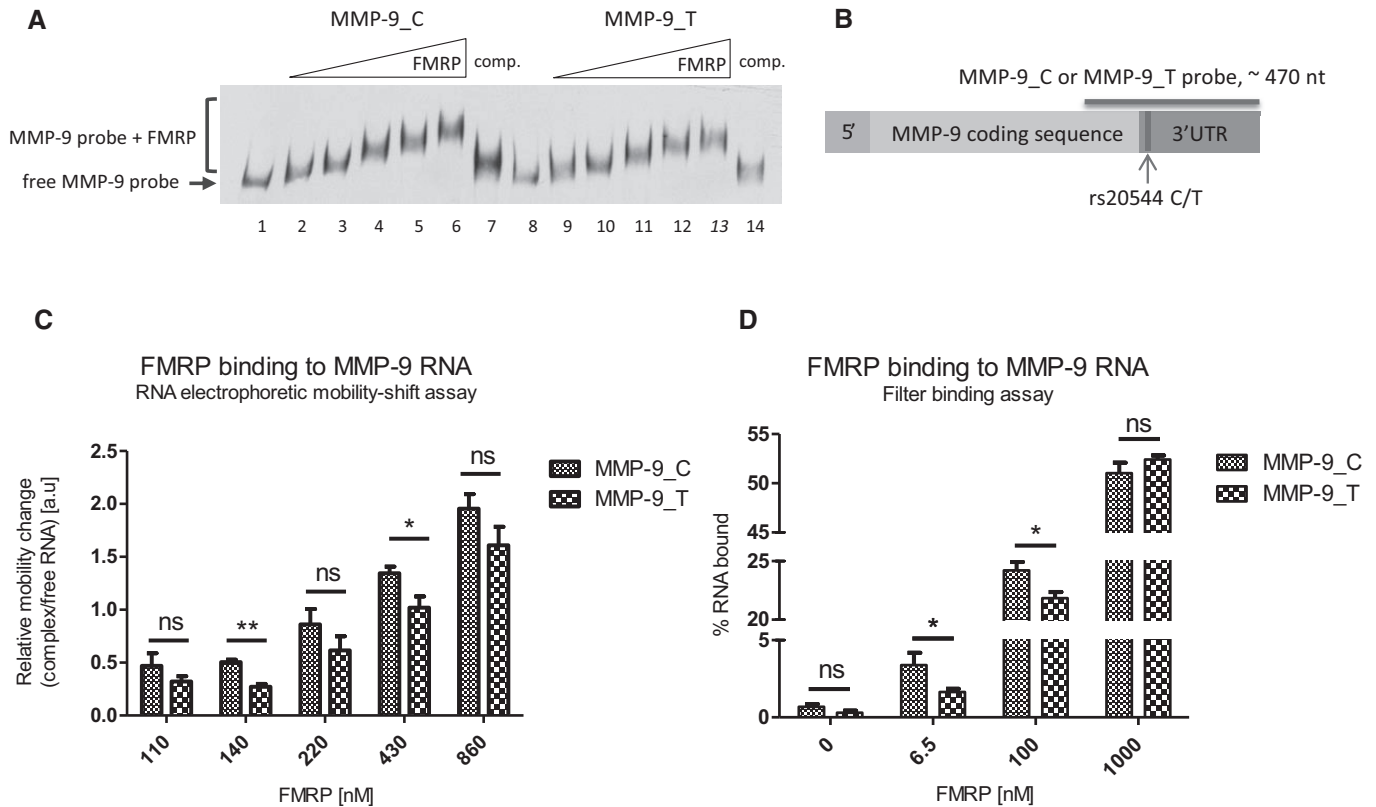 A
MMP-9_C
MMP-9_T
FMRP
comp.
FMRP
comp.
MMP-9 probe + FMRP
free MMP-9 probe
1 2 3 4 5 6 7 8 9 10 11 12 13 14
B
MMP-9_C or MMP-9_T probe, ~ 470 nt
5’
MMP-9 coding sequence
3’UTR
rs20544 C/T
C
FMRP binding to MMP-9 RNA
RNA electrophoretic mobility-shift assay
Relative mobility change
(complex/free RNA) [a.u]
2.5
2.0
1.5
1.0
0.5
0.0
ns
**
ns
*
ns
MMP-9_C
MMP-9_T
110 140 220 430 860
FMRP [nM]
D
FMRP binding to MMP-9 RNA
Filter binding assay
% RNA bound
55
50
45
25
20
5
0
ns
*
*
ns
MMP-9_C
MMP-9_T
0 6.5 100 1000
FMRP [nM]